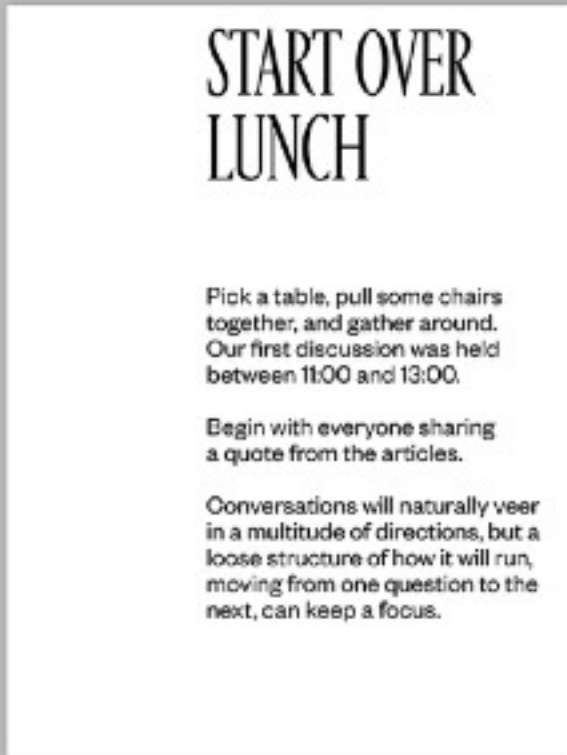 START OVER
LUNCH
Pick a table, pull some chairs
together, and gather around.
Our first discussion was held
between 11:00 and 13:00.
Begin with everyone sharing
a quote from the articles.
Conversations will naturally veer
in a multitude of directions, but a
loose structure of how it will run,
moving from one question to the
next, can keep a focus.